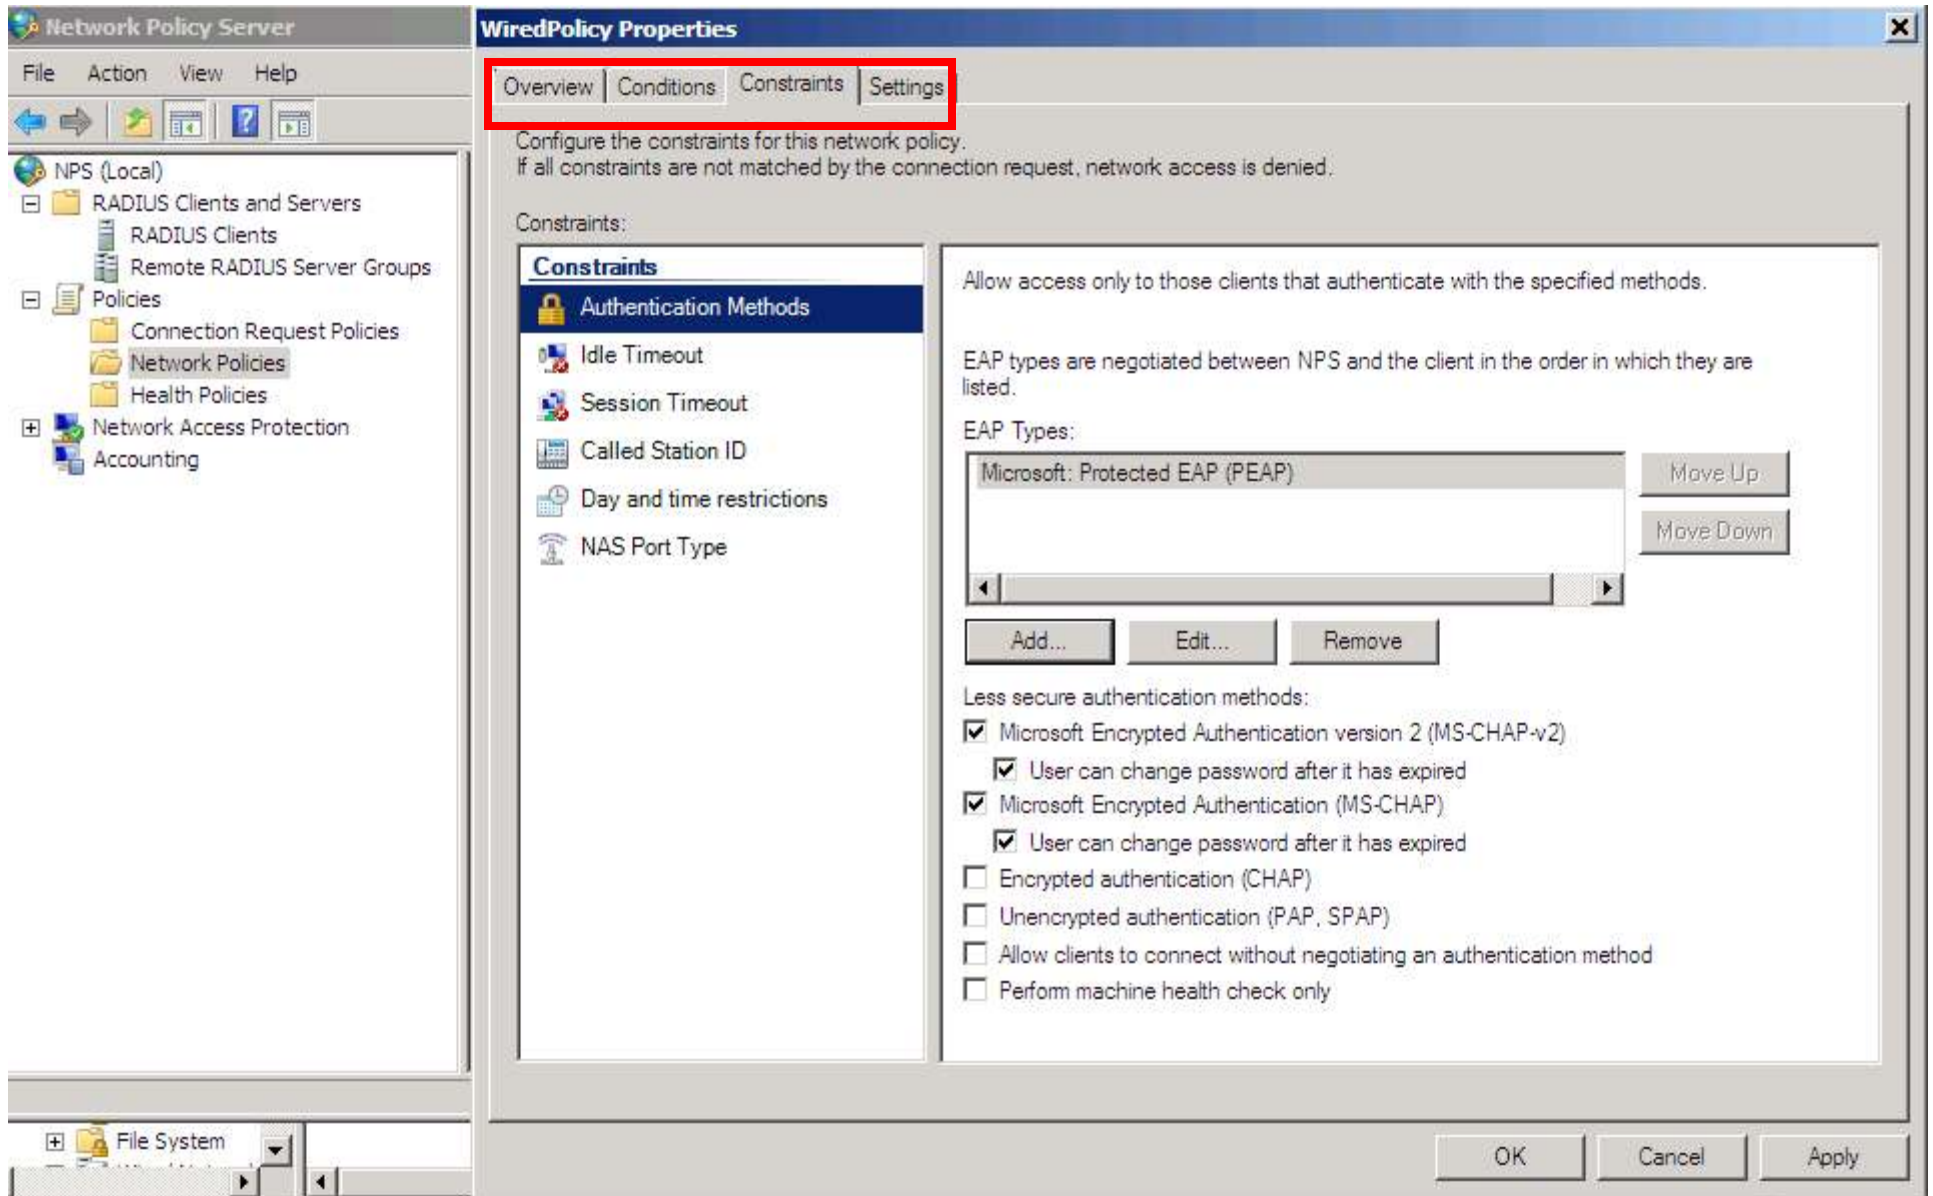 Network Policy Server
File Action View Help
NPS (Local)
RADIUS Clients and Servers
RADIUS Clients
Remote RADIUS Server Groups
Policies
Connection Request Policies
Network Policies
Health Policies
Network Access Protection
Accounting
File System
WiredPolicy Properties
Overview Conditions Constraints Settings
Configure the constraints for this network policy.
If all constraints are not matched by the connection request, network access is denied.
Constraints:
Constraints
Authentication Methods
Idle Timeout
Session Timeout
Called Station ID
Day and time restrictions
NAS Port Type
Allow access only to those clients that authenticate with the specified methods.
EAP types are negotiated between NPS and the client in the order in which they are
listed.
EAP Types:
Microsoft: Protected EAP (PEAP)
Move Up
Move Down
Add... Edit... Remove
Less secure authentication methods:
Microsoft Encrypted Authentication version 2 (MS-CHAP-v2)
User can change password after it has expired
Microsoft Encrypted Authentication (MS-CHAP)
User can change password after it has expired
Encrypted authentication (CHAP)
Unencrypted authentication (PAP, SPAP)
Allow clients to connect without negotiating an authentication method
Perform machine health check only
OK Cancel Apply